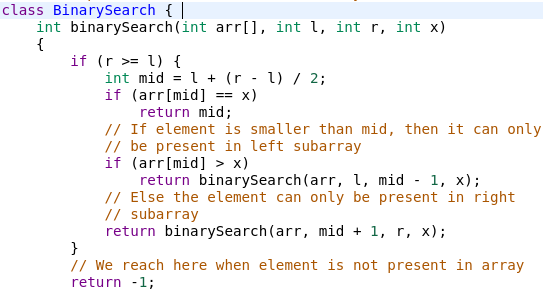 class BinarySearch {
    int binarySearch(int arr[], int l, int r, int x)
    {
        if (r >= l) {
            int mid = l + (r - l) / 2;
            if (arr[mid] == x)
                return mid;
            // If element is smaller than mid, then it can only
            // be present in left subarray
            if (arr[mid] > x)
                return binarySearch(arr, l, mid - 1, x);
            // Else the element can only be present in right
            // subarray
            return binarySearch(arr, mid + 1, r, x);
        }
        // We reach here when element is not present in array
        return -1;